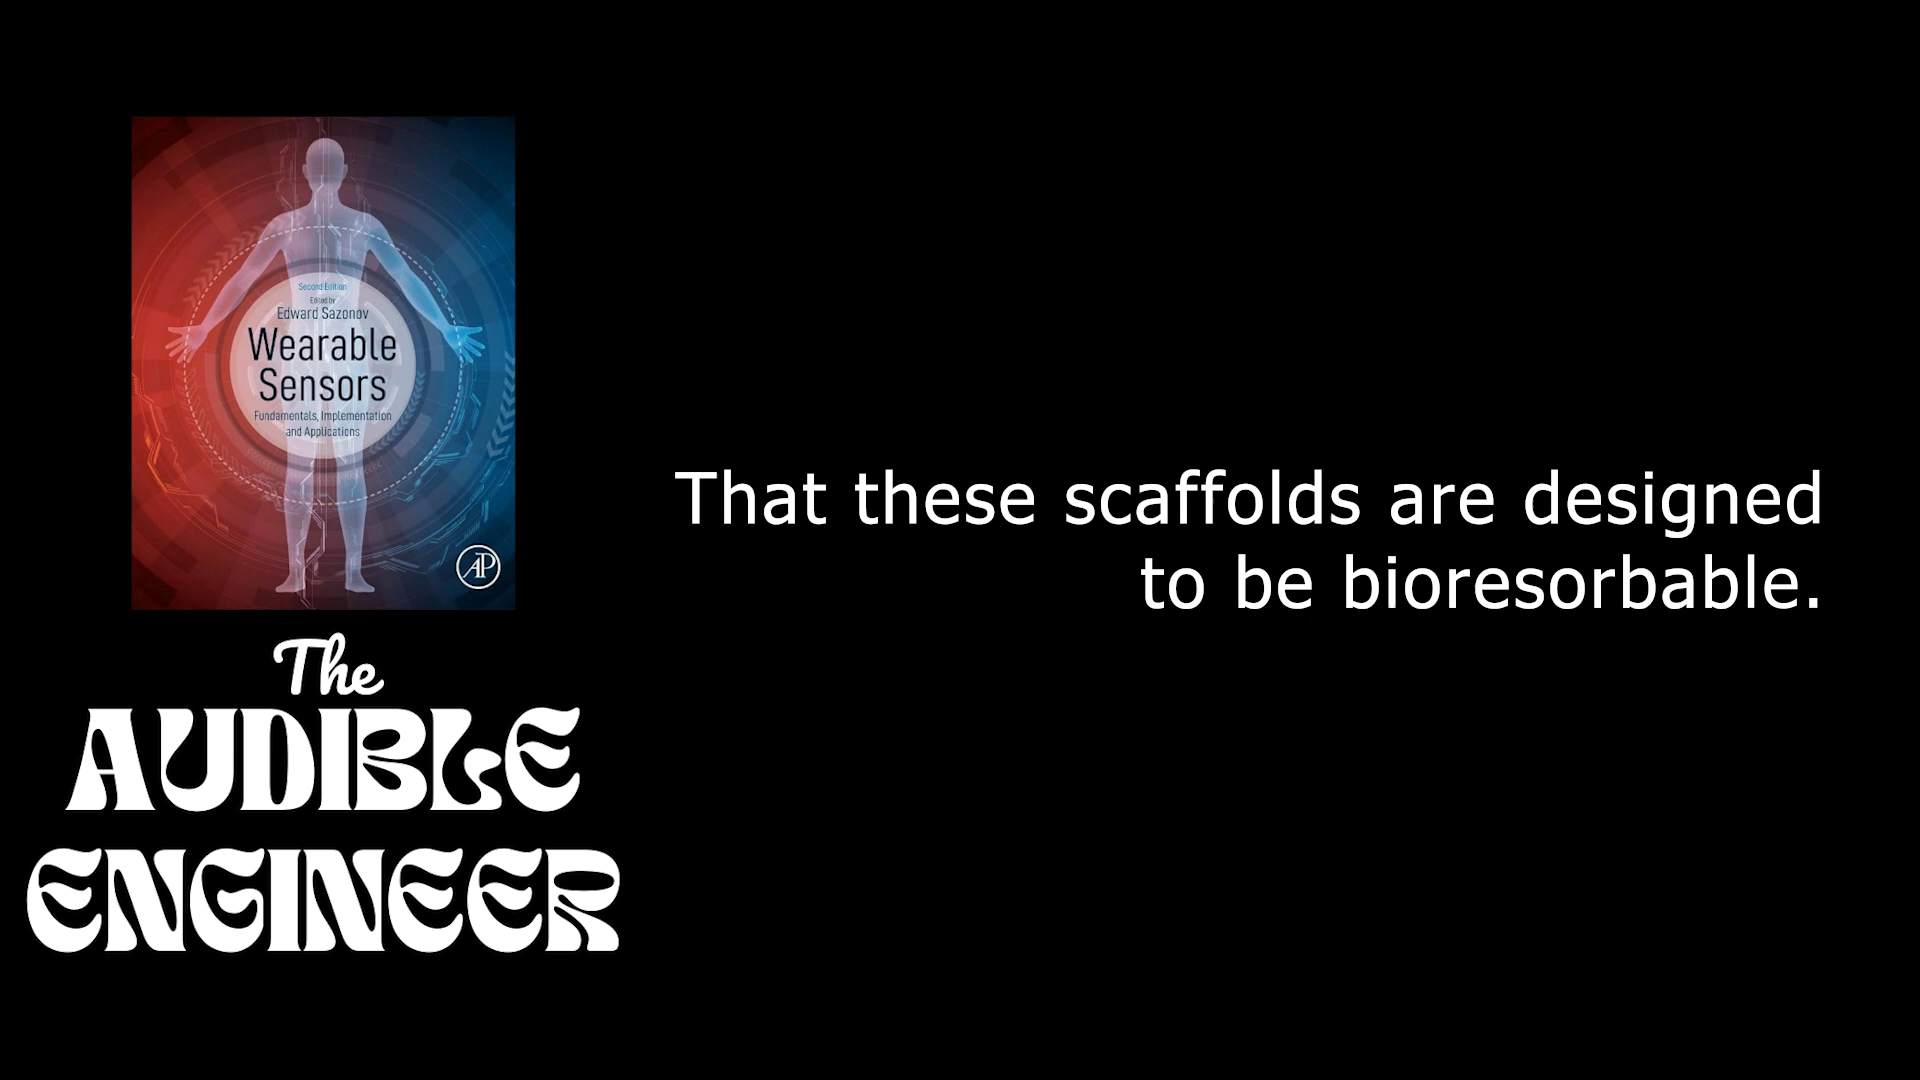 Second Edition
Edited by
Edward Sazonov
Wearable
Sensors
Fundamentals, Implementation
and Applications
AP
The
AUDIBLE
ENGINEER
That these scaffolds are designed
to be bioresorbable.